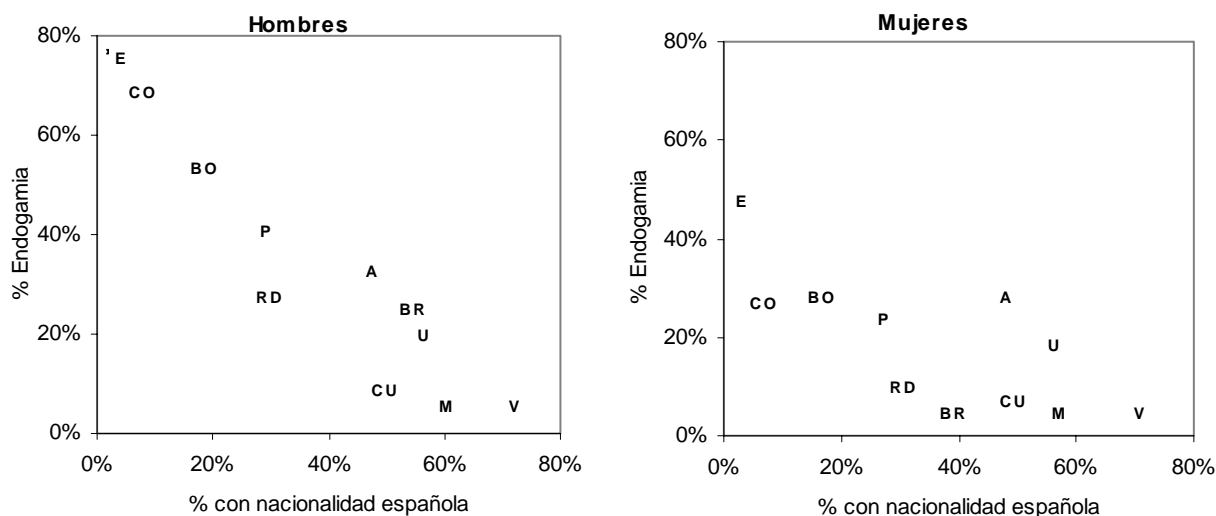 Hombres
80%
60%
40%
20%
0%
% Endogamia
E
CO
BO
P
A
RD
BR
U
CU
M
V
0% 20% 40% 60% 80%
% con nacionalidad española
Mujeres
80%
60%
40%
20%
0%
% Endogamia
E
CO BO A
P
U
RD
CU
BR M V
0% 20% 40% 60% 80%
% con nacionalidad española